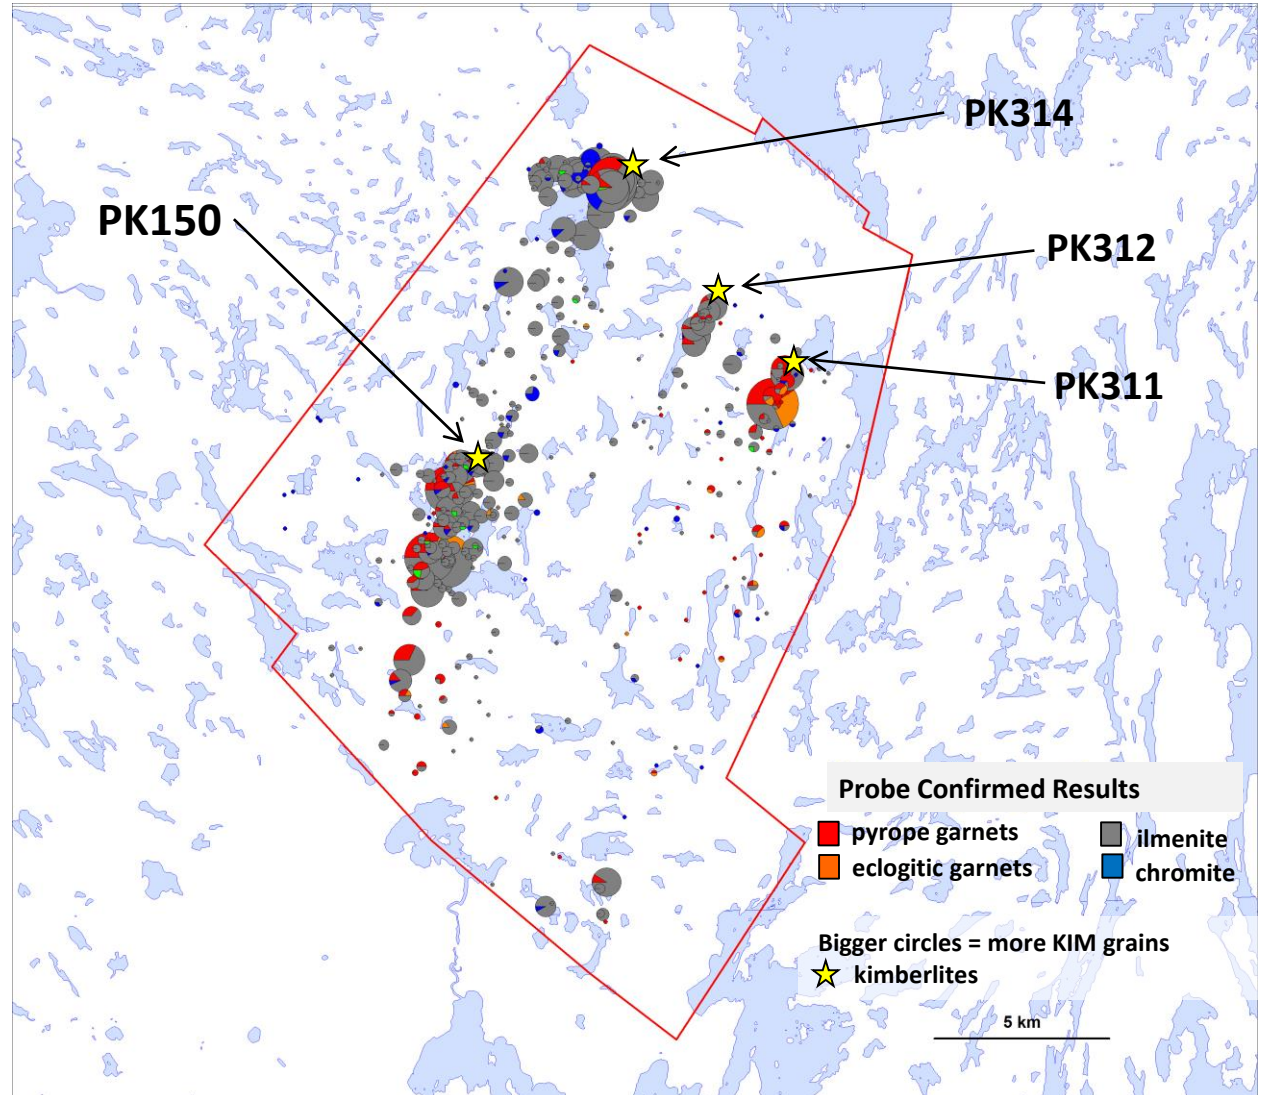 PK314
PK150
PK312
PK311
Probe Confirmed Results
pyrope garnets
ilmenite
eclogitic garnets
chromite
Bigger circles = more KIM grains
kimberlites
5 km